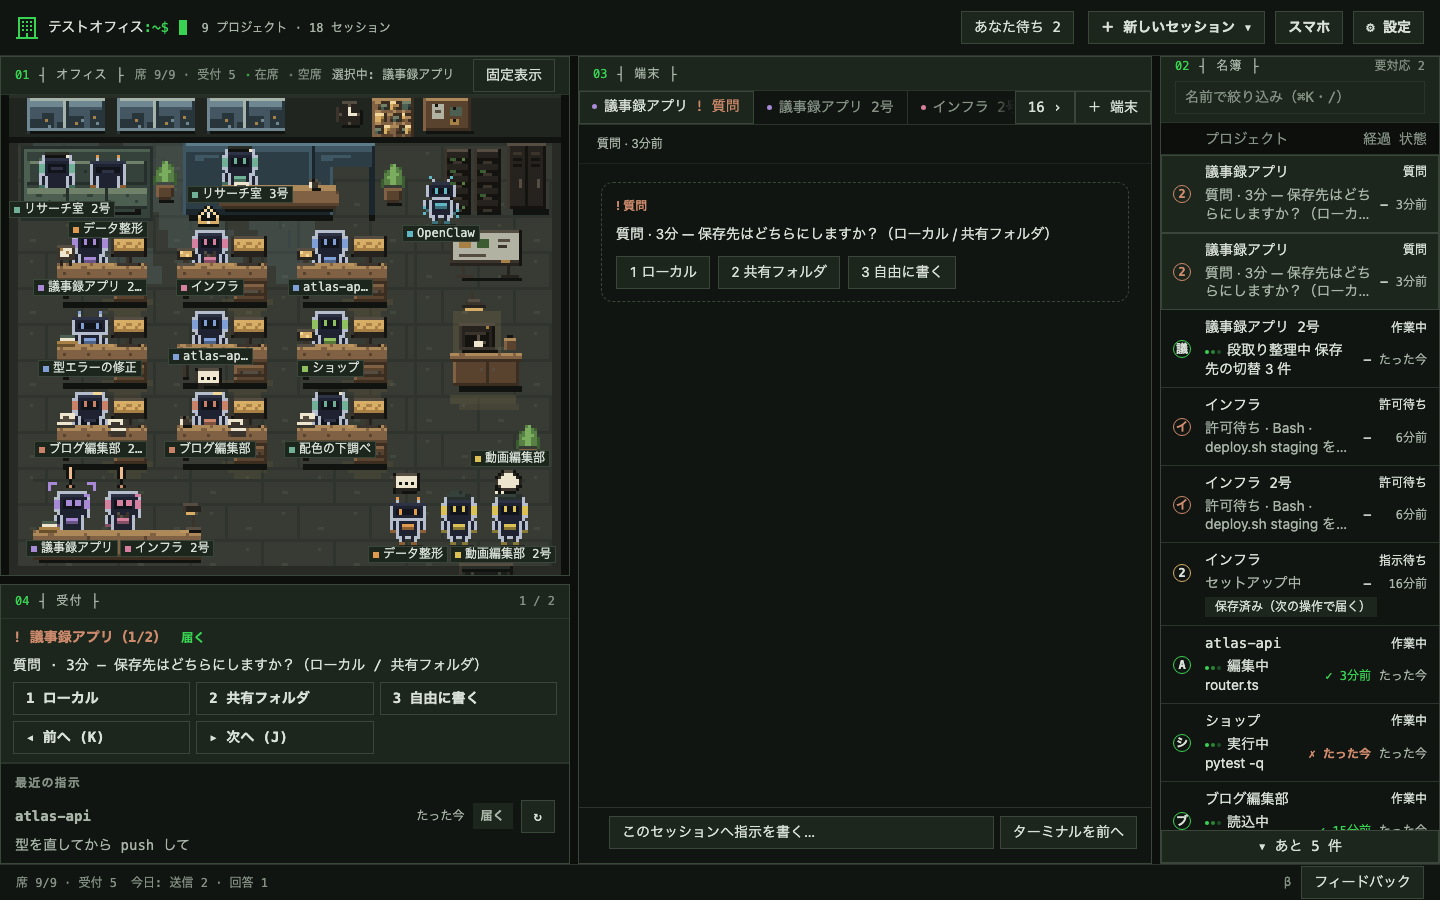 テストオフィス:~$ 9 プロジェクト · 18 セッション
あなた待ち 2
+ 新しいセッション ▾
スマホ
⚙ 設定
01 ┤ オフィス ├ 席 9/9 · 受付 5 ·在席 ·空席 選択中: 議事録アプリ
固定表示
リサーチ室 3号
リサーチ室 2号
データ整形
OpenClaw
議事録アプリ 2…
インフラ
atlas-ap…
型エラーの修正
atlas-ap…
ショップ
ブログ編集部 2…
ブログ編集部
配色の下調べ
動画編集部
議事録アプリ
インフラ 2号
データ整形
動画編集部 2号
04 ┤ 受付 ├ 1 / 2
! 議事録アプリ (1/2) 届く
質問 · 3分 — 保存先はどちらにしますか? (ローカル / 共有フォルダ)
1 ローカル
2 共有フォルダ
3 自由に書く
◂ 前へ (K)
▸ 次へ (J)
最近の指示
atlas-api たった今 届く ↻
型を直してから push して
03 ┤ 端末 ├
議事録アプリ ! 質問
議事録アプリ 2号
インフラ 2
16 ›
+ 端末
質問 · 3分前
! 質問
質問 · 3分 — 保存先はどちらにしますか? (ローカル / 共有フォルダ)
1 ローカル
2 共有フォルダ
3 自由に書く
このセッションへ指示を書く…
ターミナルを前へ
02 ┤ 名簿 ├ 要対応 2
名前で絞り込み (⌘K · /)
プロジェクト 経過 状態
議事録アプリ 質問
2 質問 · 3分 — 保存先はどち
らにしますか? (ローカ… — 3分前
議事録アプリ 質問
2 質問 · 3分 — 保存先はどち
らにしますか? (ローカ… — 3分前
議事録アプリ 2号 作業中
議 段取り整理中 保存
先の切替 3 件 — たった今
インフラ 許可待ち
イ 許可待ち · Bash ·
deploy.sh staging を… — 6分前
インフラ 2号 許可待ち
イ 許可待ち · Bash ·
deploy.sh staging を… — 6分前
インフラ 指示待ち
2 セットアップ中 — 16分前
保存済み (次の操作で届く)
atlas-api 作業中
A 編集中
router.ts ✓ 3分前 たった今
ショップ 作業中
シ 実行中
pytest -q ✗ たった今 たった今
ブログ編集部 作業中
ブ 読込中
✓ 15分前 たった今
▾ あと 5 件
席 9/9 · 受付 5 今日: 送信 2 · 回答 1
β フィードバック